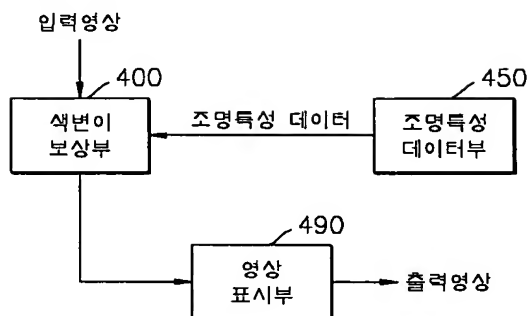 입력영상
400
색변이
보상부
조명특성 데이터
450
조명특성
데이터부
490
영상
표시부
출력영상